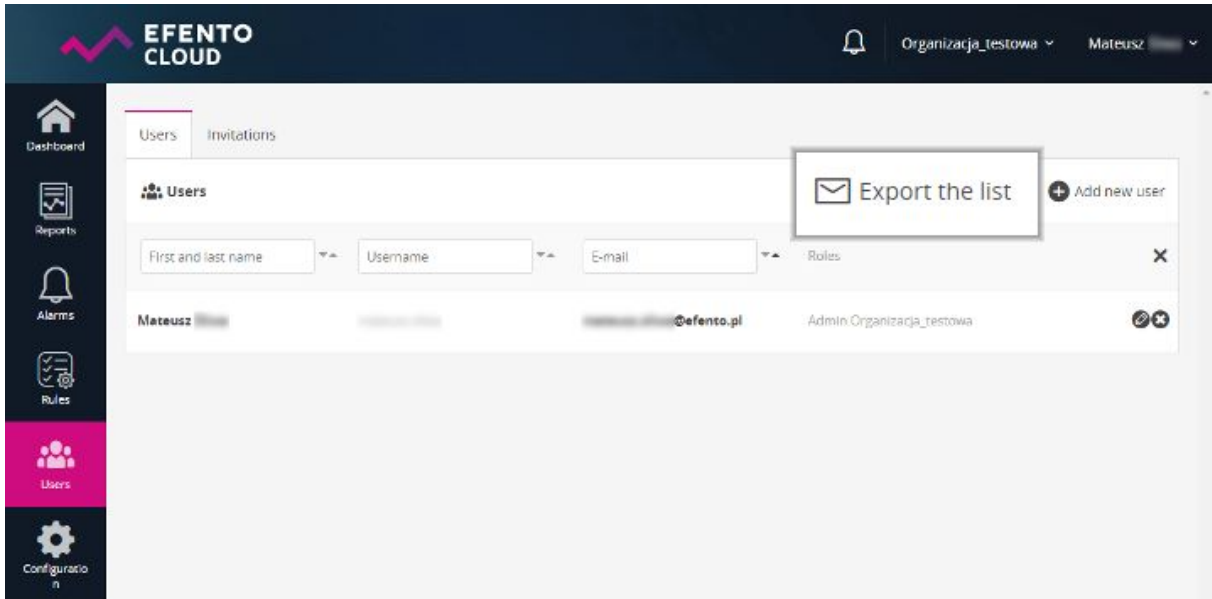 EFENTO
CLOUD
Organizacja_testowa
Mateusz
Dashboard
Reports
Alarms
Rules
Users
Configuratio
n
Users
Invitations
Users
Export the list
Add new user
First and last name
Username
E-mail
Roles
Mateusz
@efento.pl
Admin Organizacja_testowa